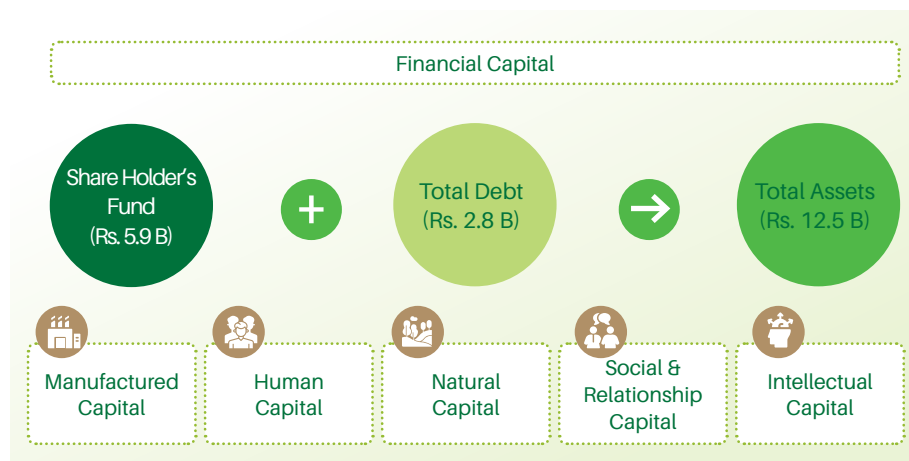 Financial Capital
Share Holder's
Fund
(Rs. 5.9 B)
+
Total Debt
(Rs. 2.8 B)
Total Assets
(Rs. 12.5 B)
Manufactured
Capital
Human
Capital
Natural
Capital
Social &
Relationship
Capital
Intellectual
Capital